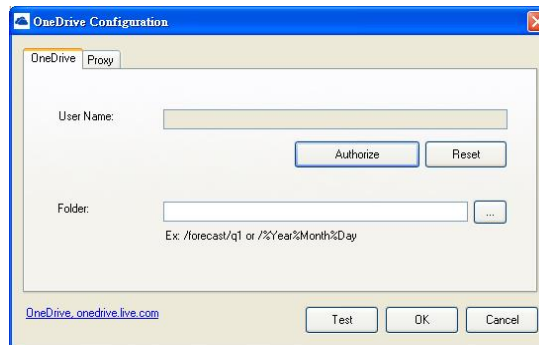 OneDrive Configuration
OneDrive Proxy
User Name:
Authorize Reset
Folder: ...
Ex: /forecast/q1 or /%Year%Month%Day
OneDrive, onedrive.live.com Test OK Cancel